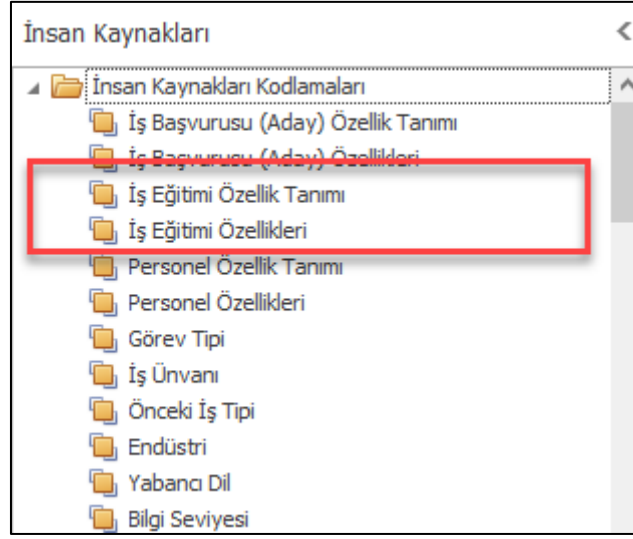 İnsan Kaynakları
İnsan Kaynakları Kodlamaları
İş Başvurusu (Aday) Özellik Tanımı
İş Başvurusu (Aday) Özellikleri
İş Eğitimi Özellik Tanımı
İş Eğitimi Özellikleri
Personel Özellik Tanımı
Personel Özellikleri
Görev Tipi
İş Ünvanı
Önceki İş Tipi
Endüstri
Yabancı Dil
Bilgi Seviyesi